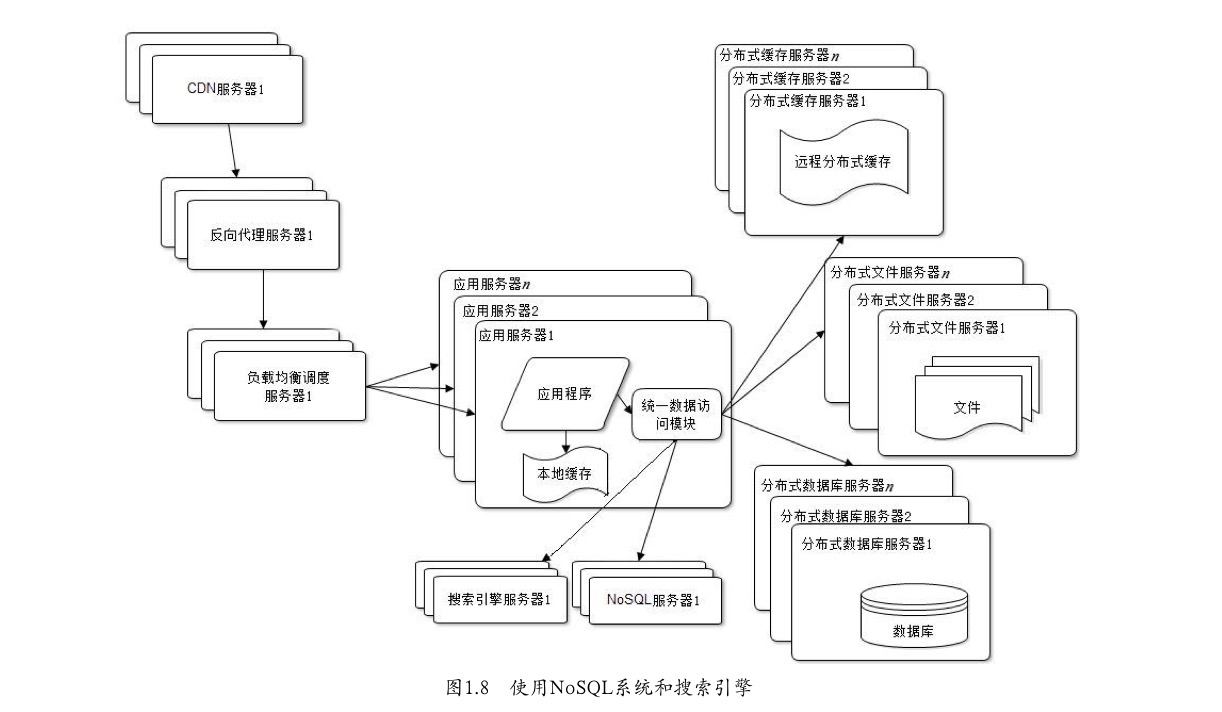 CDN服务器1
反向代理服务器1
负载均衡调度
服务器1
应用服务器n
应用服务器2
应用服务器1
应用程序
统一数据访
问模块
本地缓存
搜索引擎服务器1
NoSQL服务器1
分布式缓存服务器n
分布式缓存服务器2
分布式缓存服务器1
远程分布式缓存
分布式文件服务器n
分布式文件服务器2
分布式文件服务器1
文件
分布式数据库服务器n
分布式数据库服务器2
分布式数据库服务器1
数据库
图1.8 使用NoSQL系统和搜索引擎